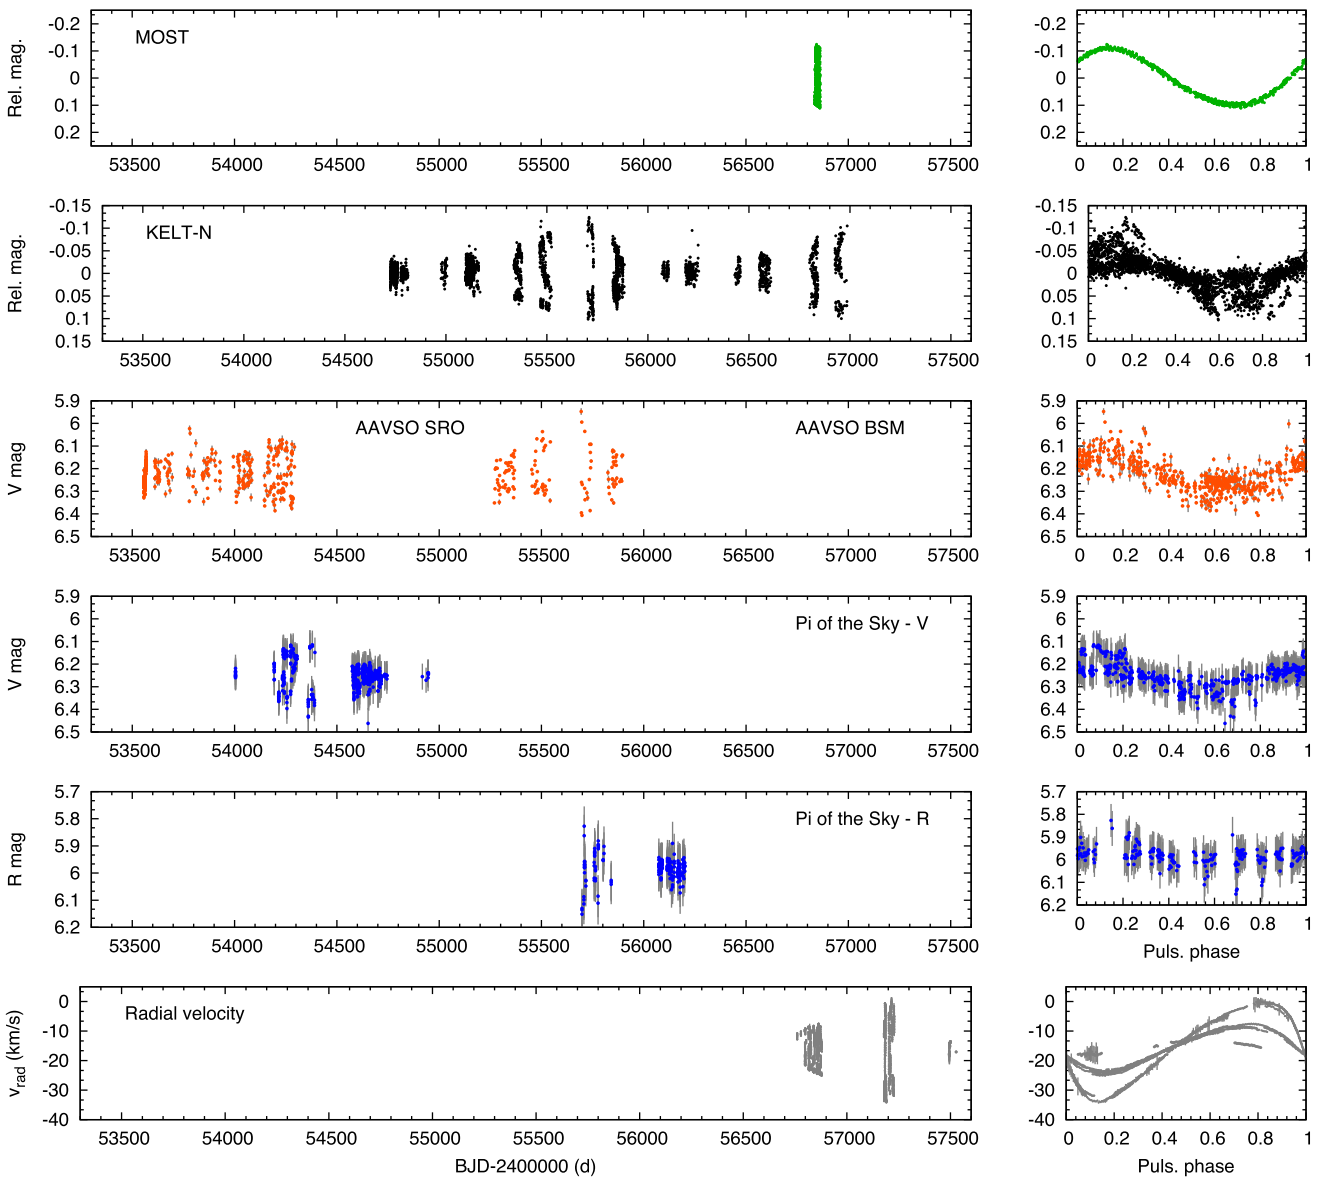 -0.2
-0.1
0
0.1
0.2
Rel. mag.
MOST
53500 54000 54500 55000 55500 56000 56500 57000 57500
-0.2
-0.1
0
0.1
0.2
0 0.2 0.4 0.6 0.8 1
-0.15
-0.1
-0.05
0
0.05
0.1
0.15
Rel. mag.
KELT-N
53500 54000 54500 55000 55500 56000 56500 57000 57500
-0.15
-0.1
-0.05
0
0.05
0.1
0.15
0 0.2 0.4 0.6 0.8 1
5.9
6
6.1
6.2
6.3
6.4
6.5
V mag
AAVSO SRO
AAVSO BSM
53500 54000 54500 55000 55500 56000 56500 57000 57500
5.9
6
6.1
6.2
6.3
6.4
6.5
0 0.2 0.4 0.6 0.8 1
5.9
6
6.1
6.2
6.3
6.4
6.5
V mag
Pi of the Sky - V
53500 54000 54500 55000 55500 56000 56500 57000 57500
5.9
6
6.1
6.2
6.3
6.4
6.5
0 0.2 0.4 0.6 0.8 1
5.7
5.8
5.9
6
6.1
6.2
R mag
Pi of the Sky - R
53500 54000 54500 55000 55500 56000 56500 57000 57500
5.7
5.8
5.9
6
6.1
6.2
0 0.2 0.4 0.6 0.8 1
Puls. phase
0
-10
-20
-30
-40
v_rad (km/s)
Radial velocity
53500 54000 54500 55000 55500 56000 56500 57000 57500
BJD-2400000 (d)
0
-10
-20
-30
-40
0 0.2 0.4 0.6 0.8 1
Puls. phase